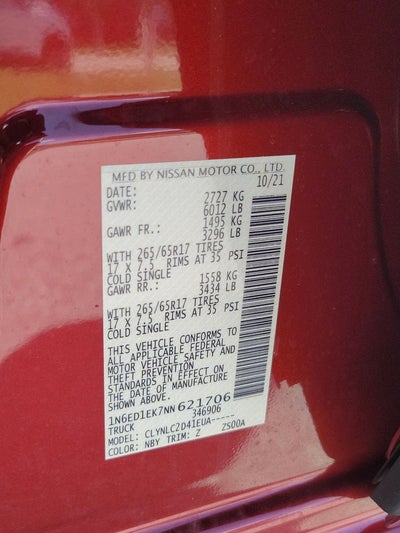 MFD BY NISSAN MOTOR CO., LTD.
DATE: 10/21
GVWR: 2727 KG
6012 LB
GAWR FR.: 1495 KG
3296 LB
WITH 265/65R17 TIRES
17 X 7.5 RIMS AT 35 PSI
COLD SINGLE
GAWR RR.: 1558 KG
3434 LB
WITH 265/65R17 TIRES
17 X 7.5 RIMS AT 35 PSI
COLD SINGLE
THIS VEHICLE CONFORMS TO
ALL APPLICABLE FEDERAL
MOTOR VEHICLE SAFETY AND
THEFT PREVENTION
STANDARDS IN EFFECT ON
THE DATE OF MANUFACTURE
SHOWN ABOVE.
1N6ED1EK7NN621706
TRUCK 346906
MODEL: CLYNLC2D41EUA-----
COLOR: NBY TRIM: Z ZS00A